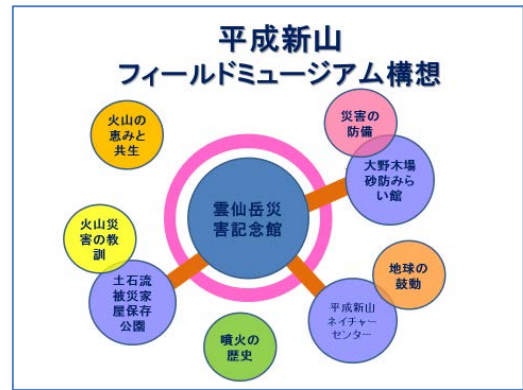 平成新山
フィールドミュージアム構想
火山の
恵みと
共生
災害の
防備
大野木場
砂防みら
い館
雲仙岳災
害記念館
火山災
害の教
訓
土石流
被災家
屋保存
公園
地球の
鼓動
平成新山
ネイチャー
センター
噴火の
歴史